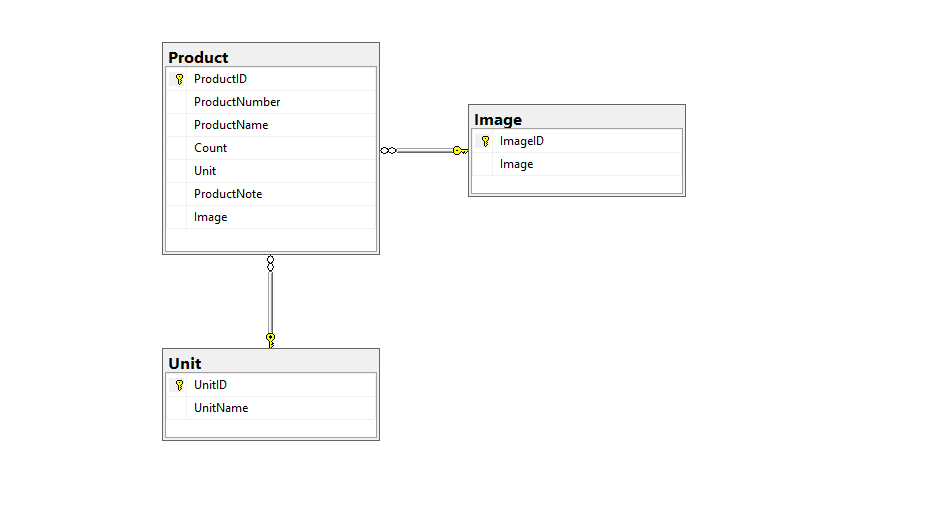 Product
ProductID
ProductNumber
ProductName
Count
Unit
ProductNote
Image
Image
ImageID
Image
Unit
UnitID
UnitName